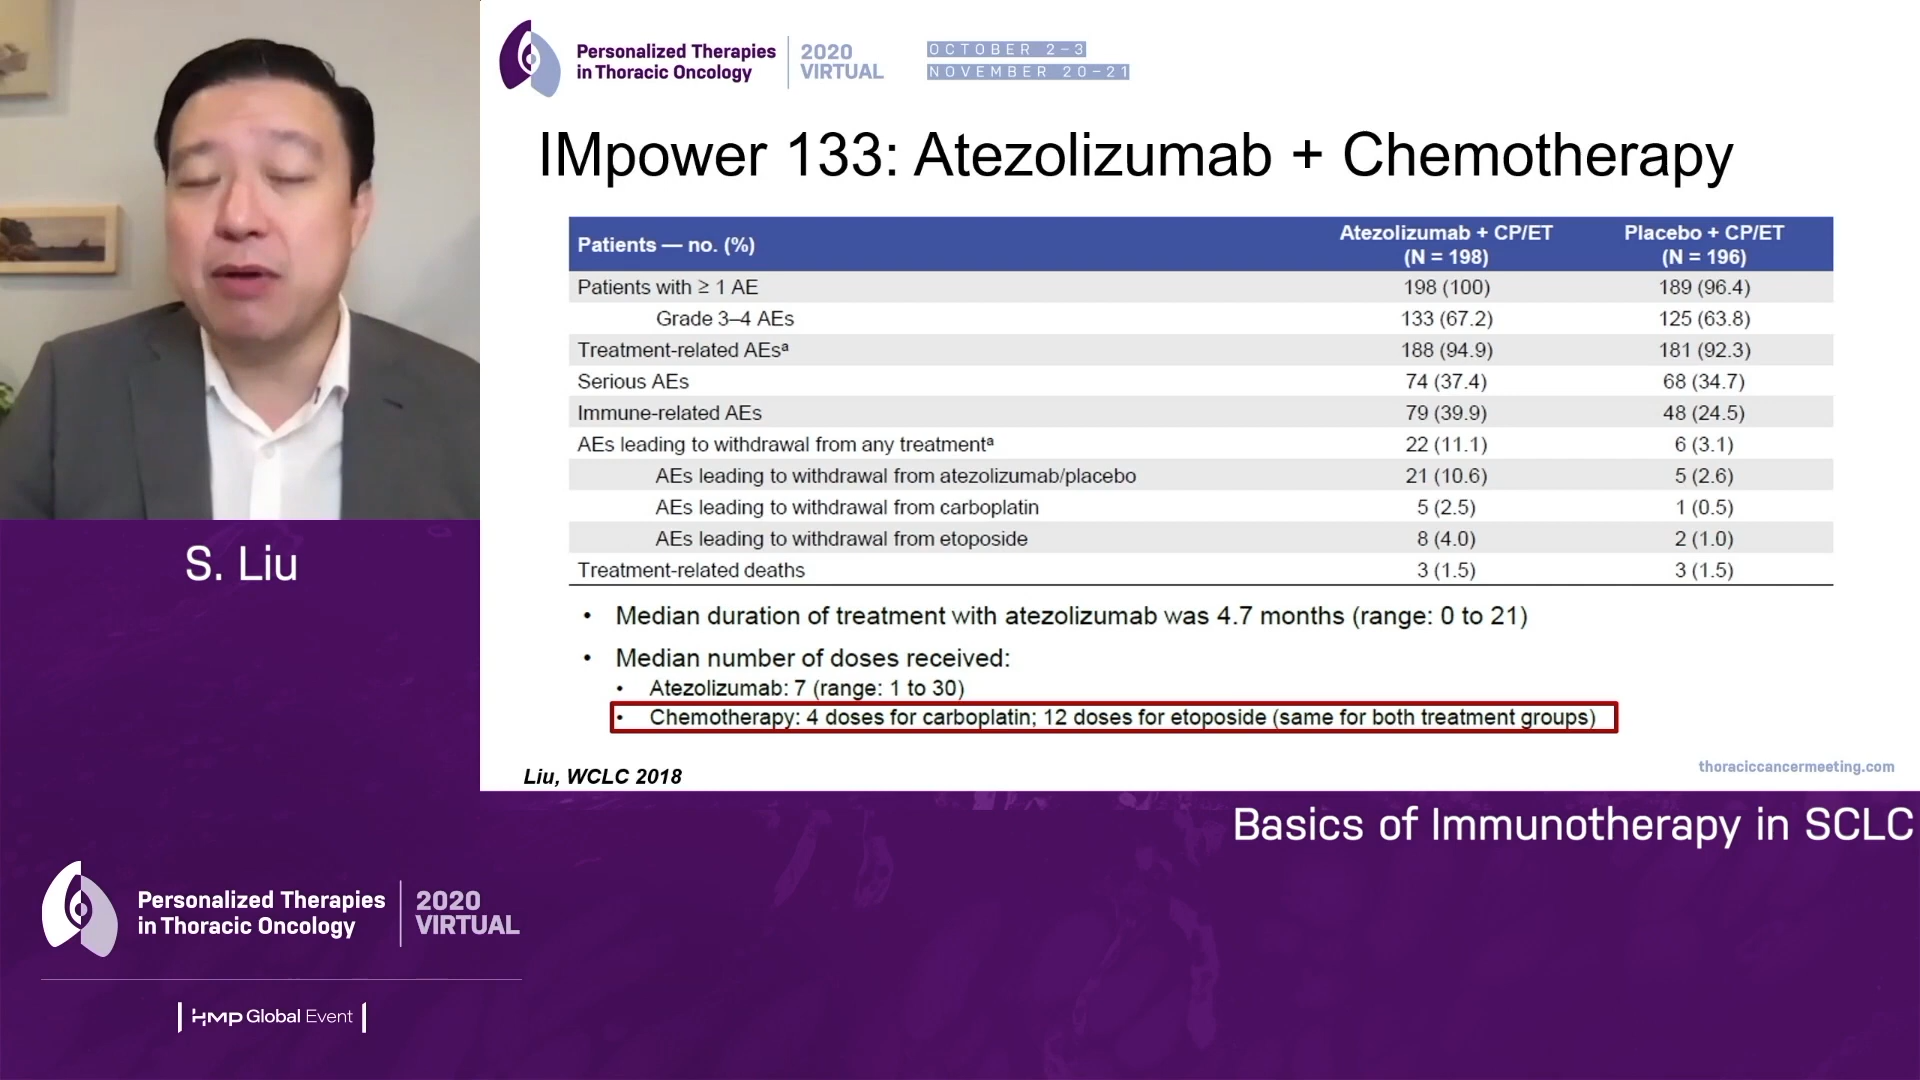 Personalized Therapies
in Thoracic Oncology
2020
VIRTUAL
OCTOBER 2-3
NOVEMBER 20-21
IMpower 133: Atezolizumab + Chemotherapy
Patients — no. (%) Atezolizumab + CP/ET (N = 198) Placebo + CP/ET (N = 196)
Patients with ≥ 1 AE 198 (100) 189 (96.4)
Grade 3–4 AEs 133 (67.2) 125 (63.8)
Treatment-related AEsᵃ 188 (94.9) 181 (92.3)
Serious AEs 74 (37.4) 68 (34.7)
Immune-related AEs 79 (39.9) 48 (24.5)
AEs leading to withdrawal from any treatmentᵃ 22 (11.1) 6 (3.1)
AEs leading to withdrawal from atezolizumab/placebo 21 (10.6) 5 (2.6)
AEs leading to withdrawal from carboplatin 5 (2.5) 1 (0.5)
AEs leading to withdrawal from etoposide 8 (4.0) 2 (1.0)
Treatment-related deaths 3 (1.5) 3 (1.5)
• Median duration of treatment with atezolizumab was 4.7 months (range: 0 to 21)
• Median number of doses received:
• Atezolizumab: 7 (range: 1 to 30)
• Chemotherapy: 4 doses for carboplatin; 12 doses for etoposide (same for both treatment groups)
Liu, WCLC 2018
thoraciccancermeeting.com
S. Liu
Basics of Immunotherapy in SCLC
Personalized Therapies
in Thoracic Oncology
2020
VIRTUAL
HMP Global Event